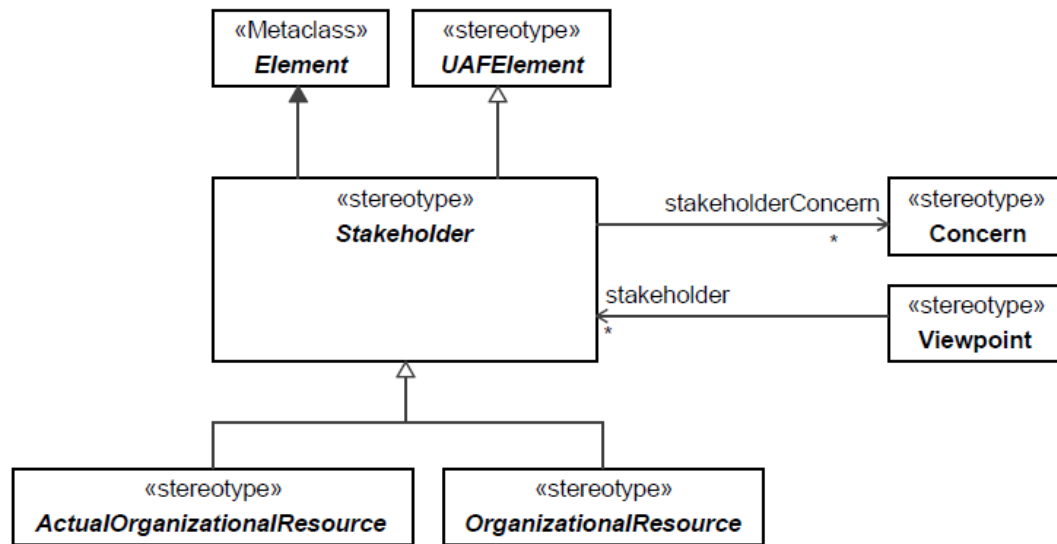 «Metaclass»
Element
«stereotype»
UAFElement
«stereotype»
Stakeholder
stakeholderConcern
*
«stereotype»
Concern
stakeholder
*
«stereotype»
Viewpoint
«stereotype»
ActualOrganizationalResource
«stereotype»
OrganizationalResource